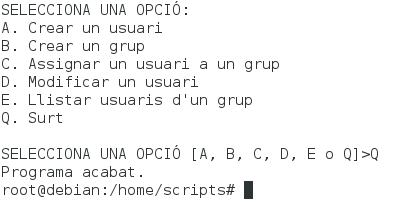 SELECCIONA UNA OPCIÓ:
A. Crear un usuari
B. Crear un grup
C. Assignar un usuari a un grup
D. Modificar un usuari
E. Llistar usuaris d'un grup
Q. Surt
SELECCIONA UNA OPCIÓ [A, B, C, D, E o Q]>Q
Programa acabat.
root@debian:/home/scripts#